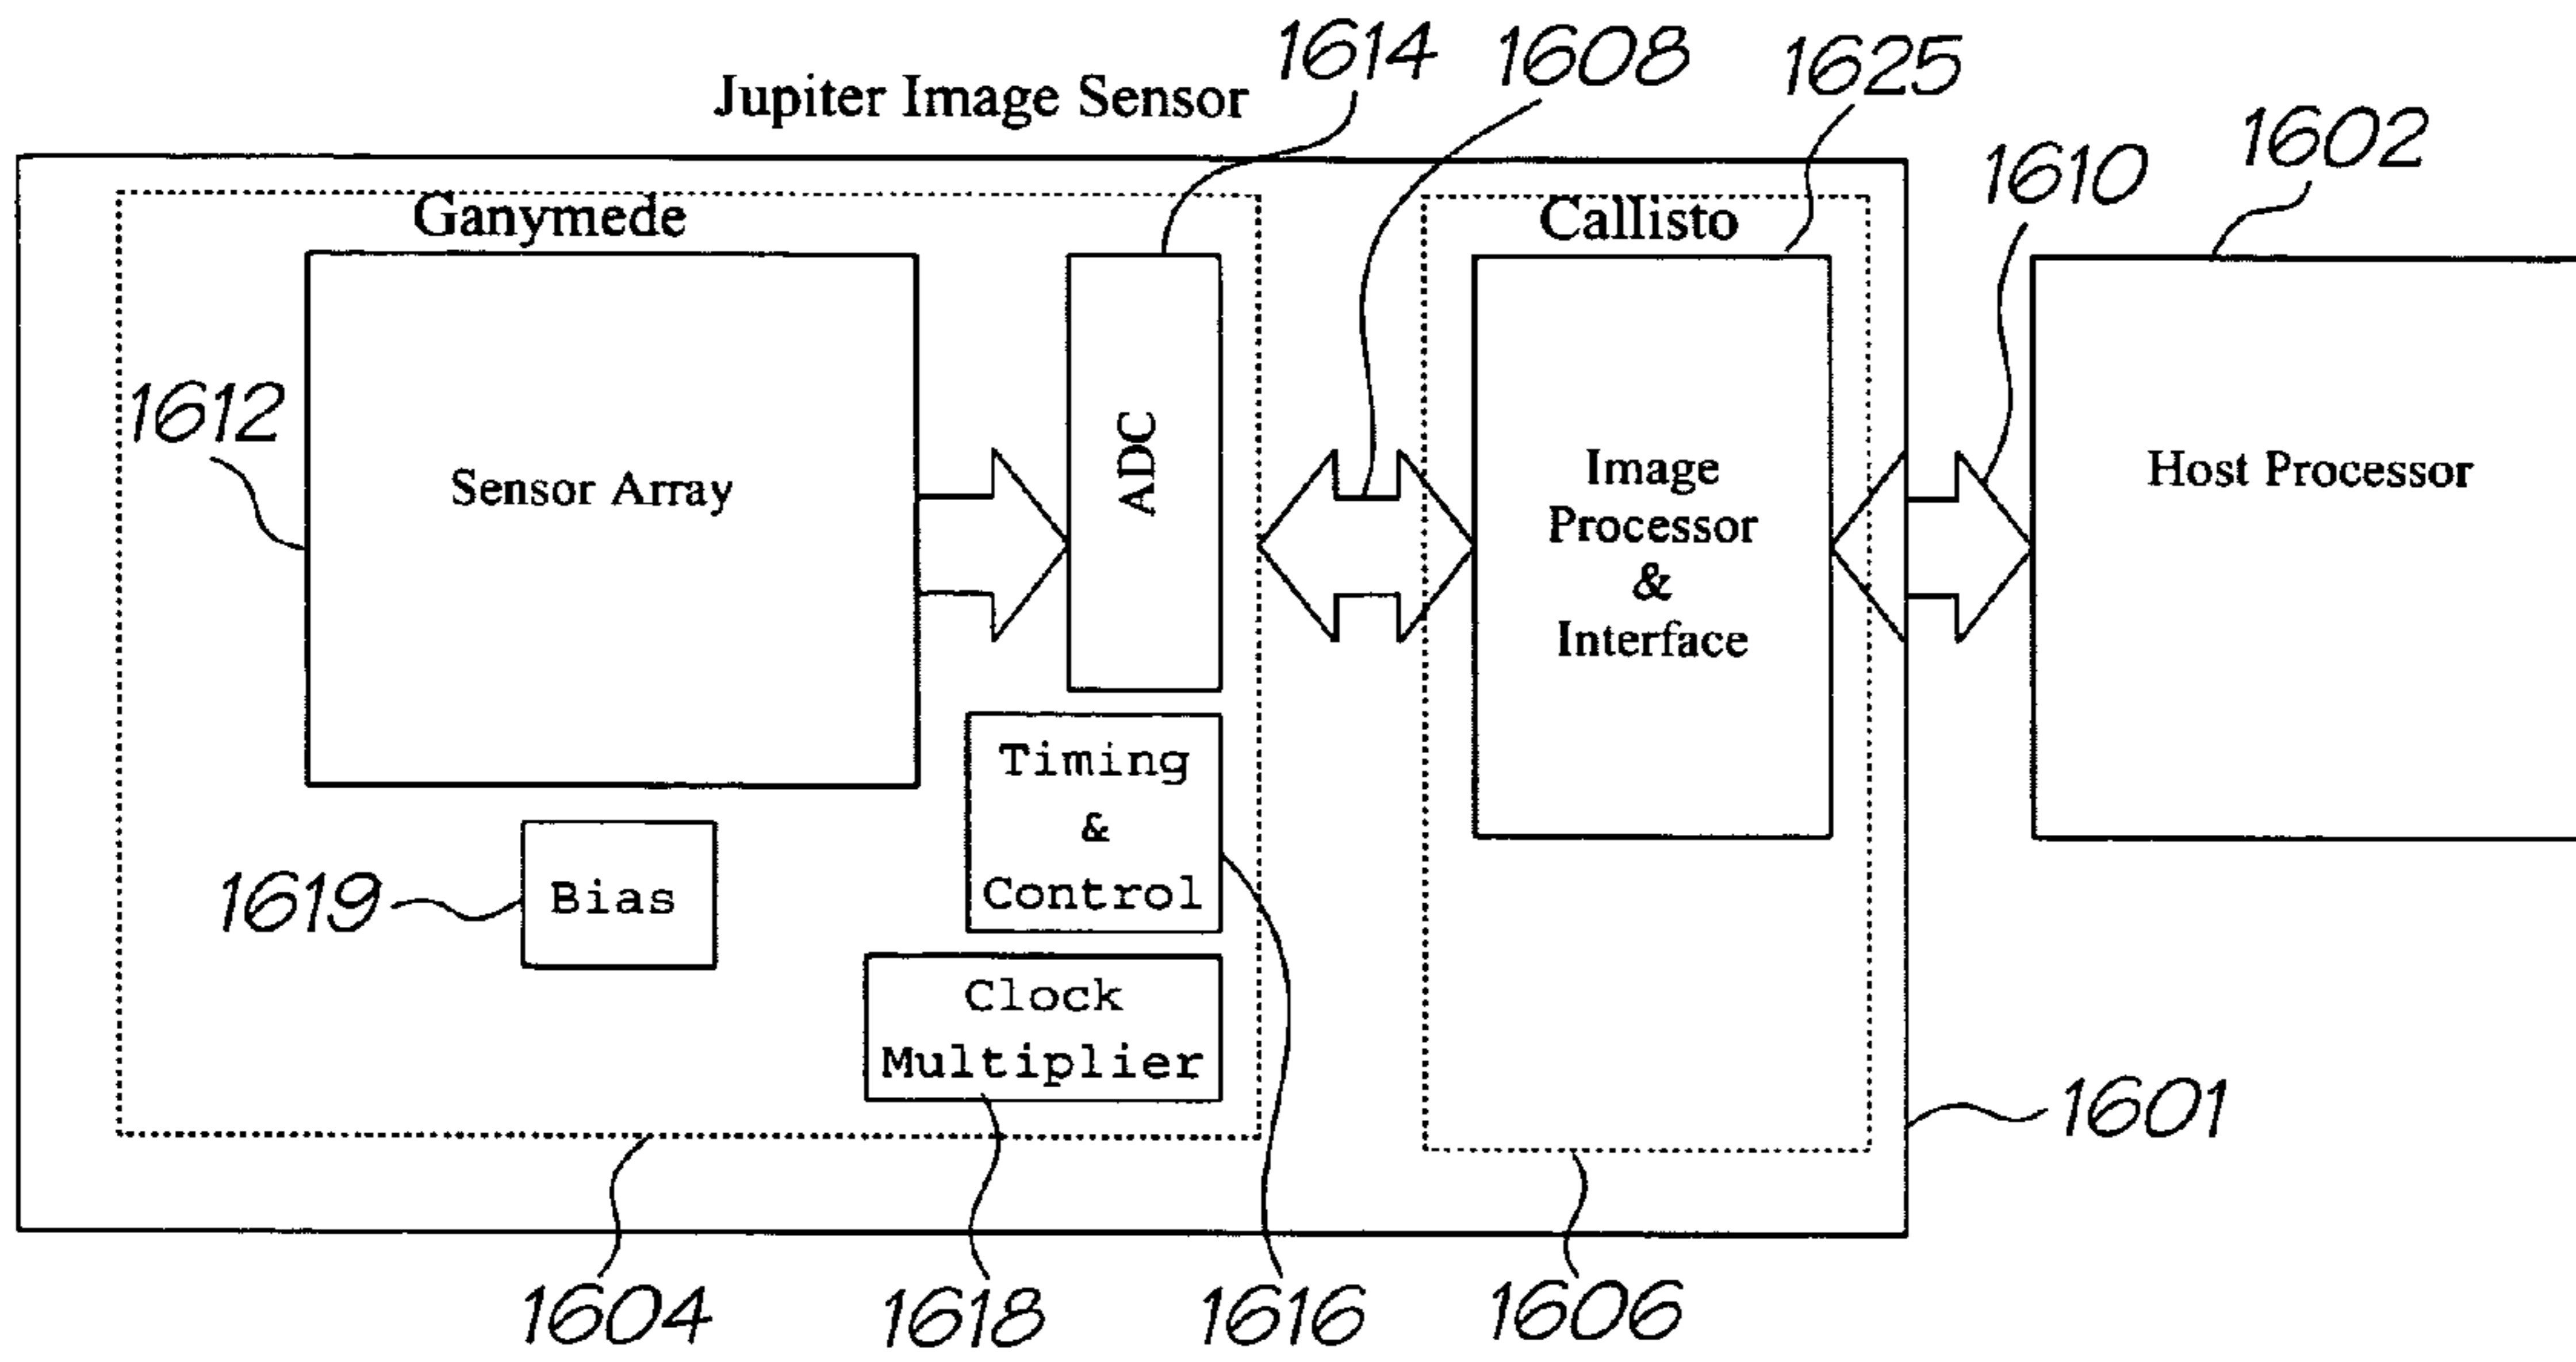 1614
1608
1625
Jupiter Image Sensor
1602
1610
Ganymede
Callisto
1612
Sensor Array
ADC
Image
Processor
&
Interface
Host Processor
Timing
&
Control
1619
Bias
Clock
Multiplier
1601
1604
1618
1616
1606